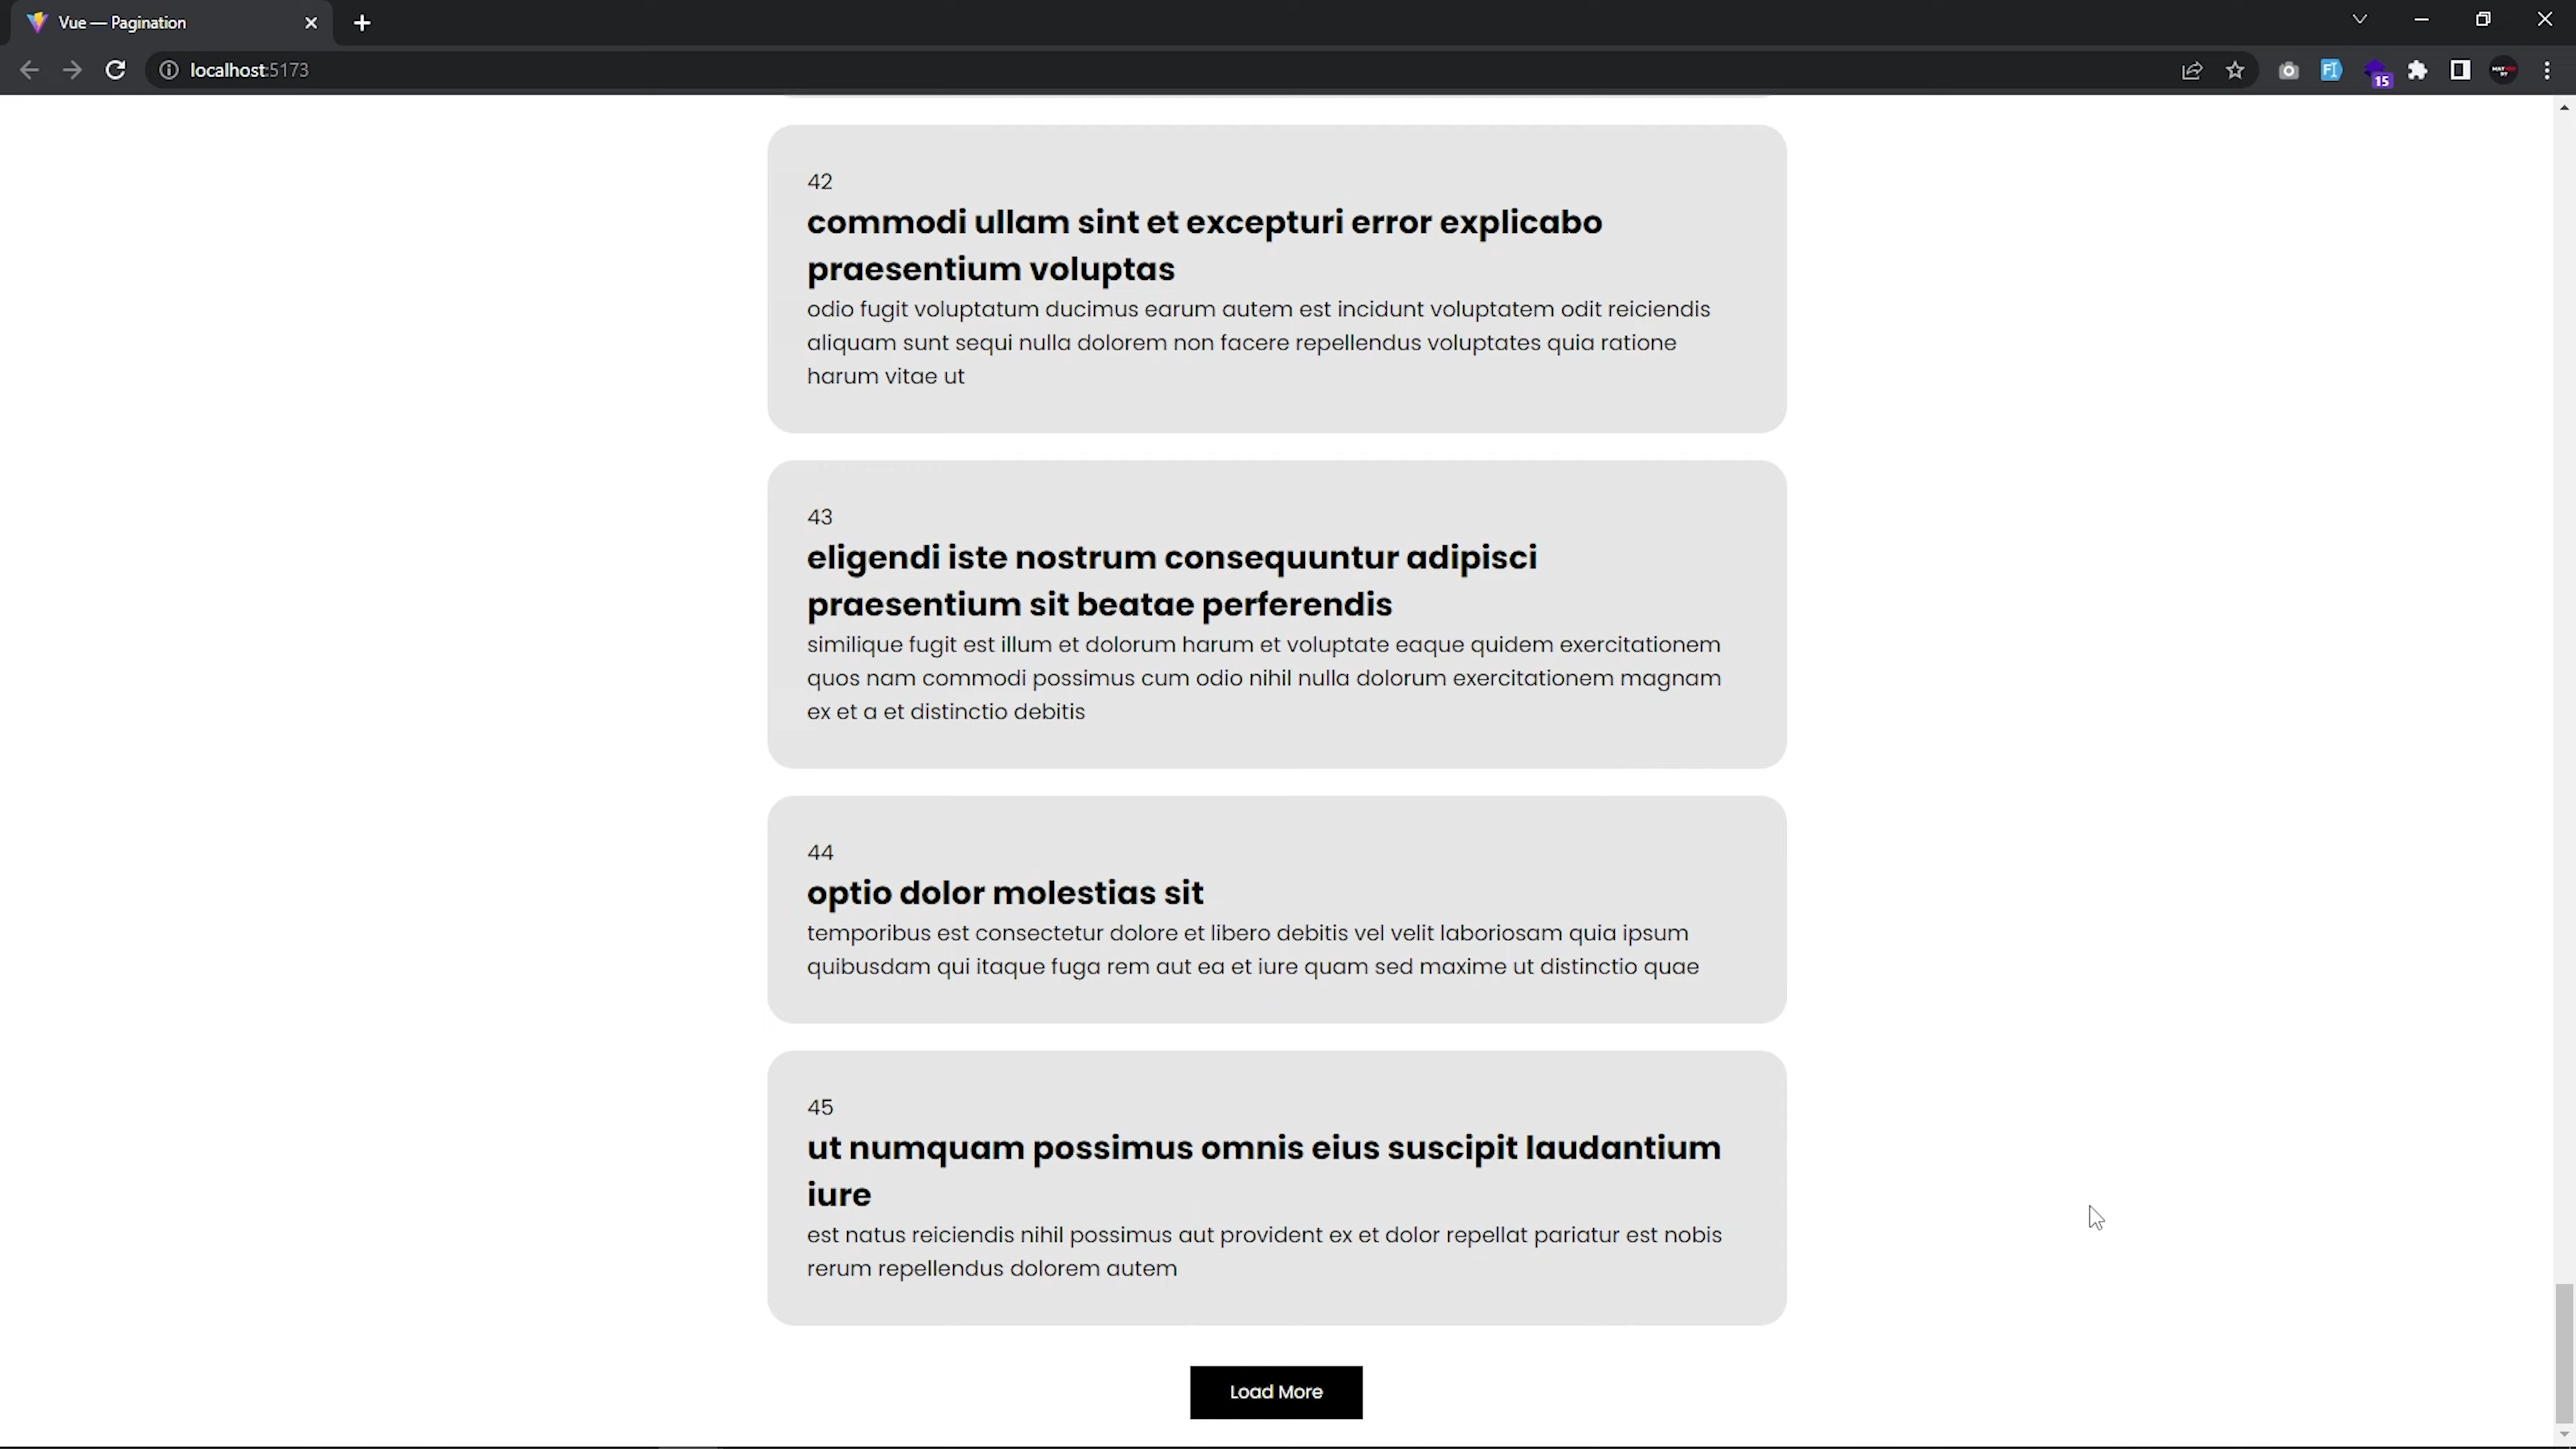 Vue — Pagination
localhost:5173
15
42
commodi ullam sint et excepturi error explicabo
praesentium voluptas
odio fugit voluptatum ducimus earum autem est incidunt voluptatem odit reiciendis
aliquam sunt sequi nulla dolorem non facere repellendus voluptates quia ratione
harum vitae ut
43
eligendi iste nostrum consequuntur adipisci
praesentium sit beatae perferendis
similique fugit est illum et dolorum harum et voluptate eaque quidem exercitationem
quos nam commodi possimus cum odio nihil nulla dolorum exercitationem magnam
ex et a et distinctio debitis
44
optio dolor molestias sit
temporibus est consectetur dolore et libero debitis vel velit laboriosam quia ipsum
quibusdam qui itaque fuga rem aut ea et iure quam sed maxime ut distinctio quae
45
ut numquam possimus omnis eius suscipit laudantium
iure
est natus reiciendis nihil possimus aut provident ex et dolor repellat pariatur est nobis
rerum repellendus dolorem autem
Load More